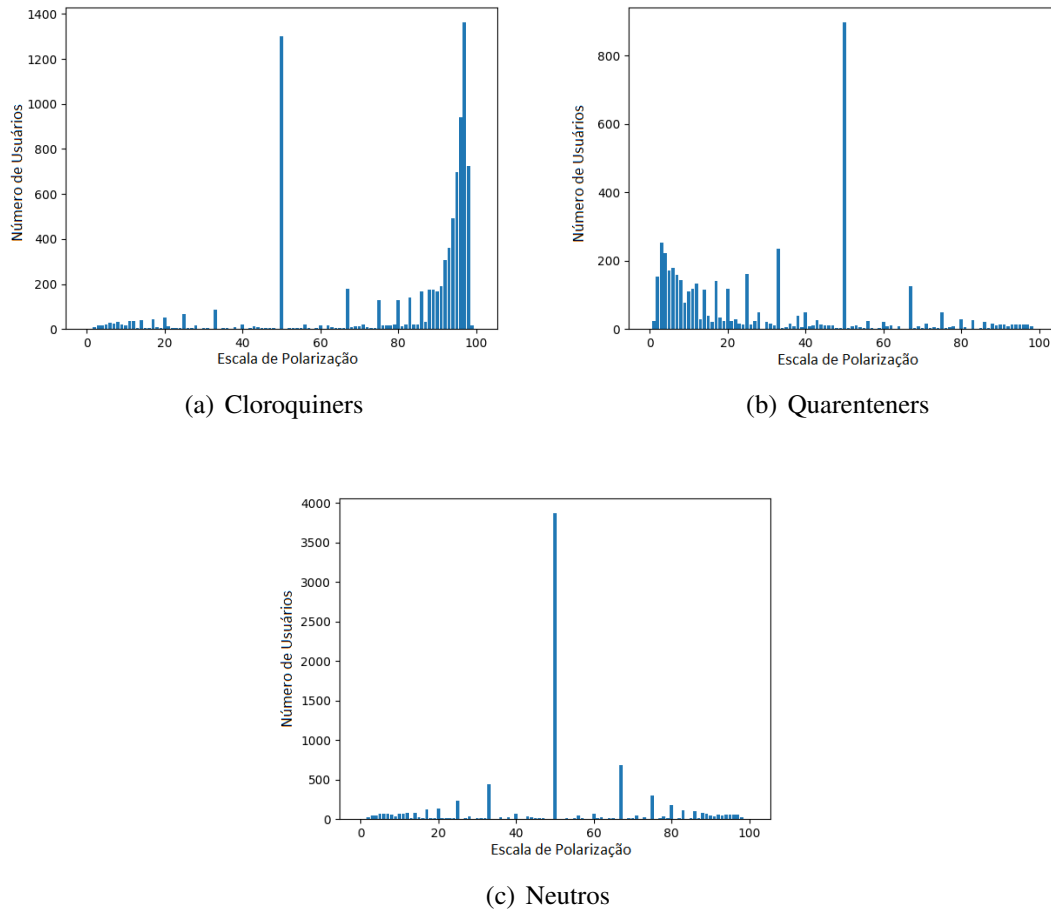 1400
1200
1000
800
600
400
200
0
Número de Usuários
0 20 40 60 80 100
Escala de Polarização
(a) Cloroquiners
800
600
400
200
0
Número de Usuários
0 20 40 60 80 100
Escala de Polarização
(b) Quarenteners
4000
3500
3000
2500
2000
1500
1000
500
0
Número de Usuários
0 20 40 60 80 100
Escala de Polarização
(c) Neutros